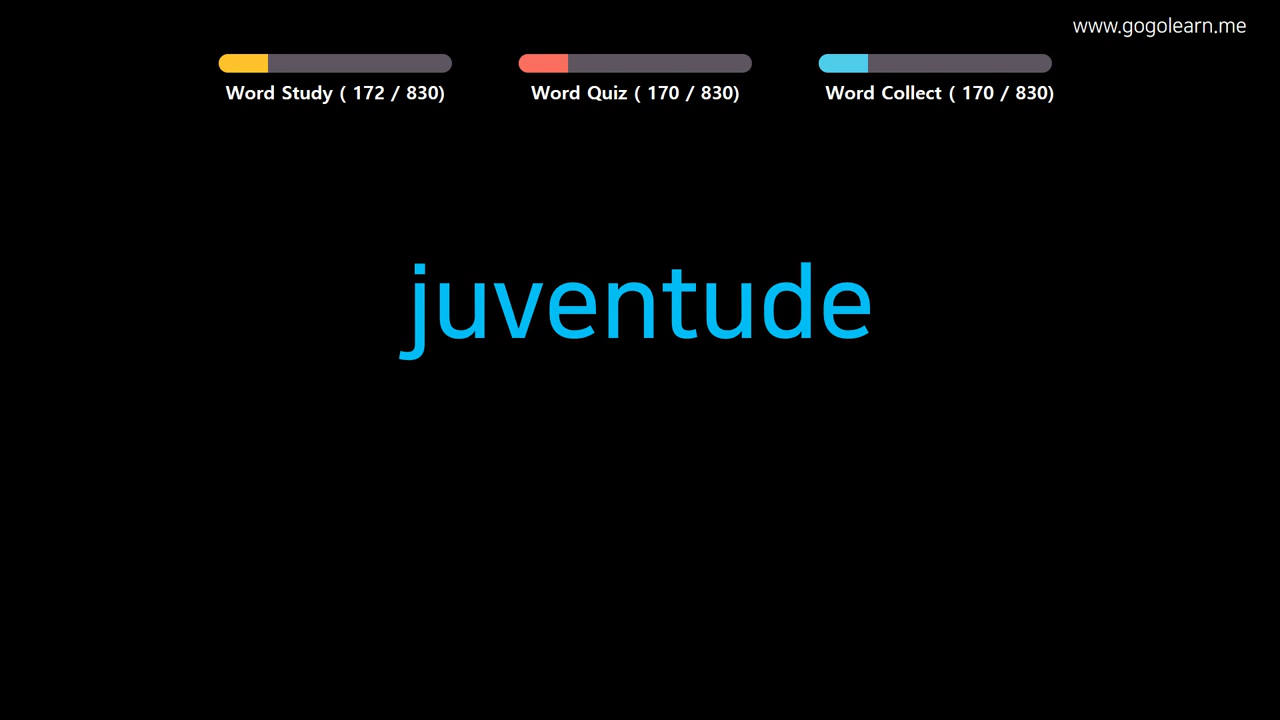 www.gogolearn.me
Word Study ( 172 / 830)
Word Quiz ( 170 / 830)
Word Collect ( 170 / 830)
juventude